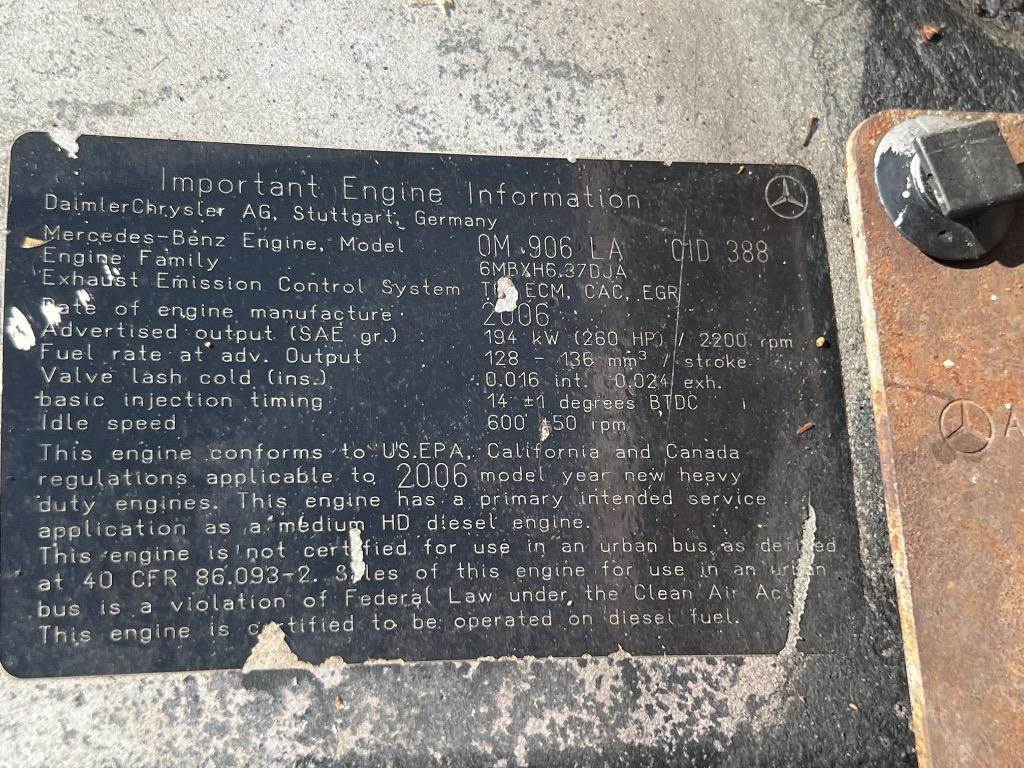 Important Engine Information
DaimlerChrysler AG, Stuttgart, Germany
Mercedes-Benz Engine, Model OM 906 LA CID 388
Engine Family 6MBXH6.37DJA
Exhaust Emission Control System ECM, CAC, EGR
Date of engine manufacture 2006
Advertised output (SAE gr.) 194 kW (260 HP) / 2200 rpm
Fuel rate at adv. Output 128 - 136 mm³ / stroke
Valve lash cold (ins.) 0.016 int. 0.024 exh.
basic injection timing 14 ±1 degrees BTDC
Idle speed 600 ±50 rpm
This engine conforms to US.EPA, California and Canada
regulations applicable to 2006 model year new heavy
duty engines. This engine has a primary intended service
application as a medium HD diesel engine.
This engine is not certified for use in an urban bus as defined
at 40 CFR 86.093-2. Sales of this engine for use in an urban
bus is a violation of Federal Law under the Clean Air Act.
This engine is certified to be operated on diesel fuel.
A